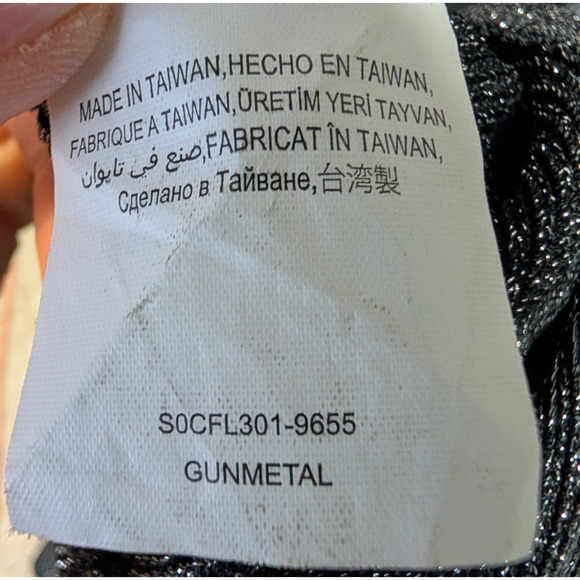 MADE IN TAIWAN,HECHO EN TAIWAN,
FABRIQUE A TAIWAN,ÜRETİM YERİ TAYVAN,
صنع في تايوان,FABRICAT ÎN TAIWAN,
Сделано в Тайване,台湾製
S0CFL301-9655
GUNMETAL